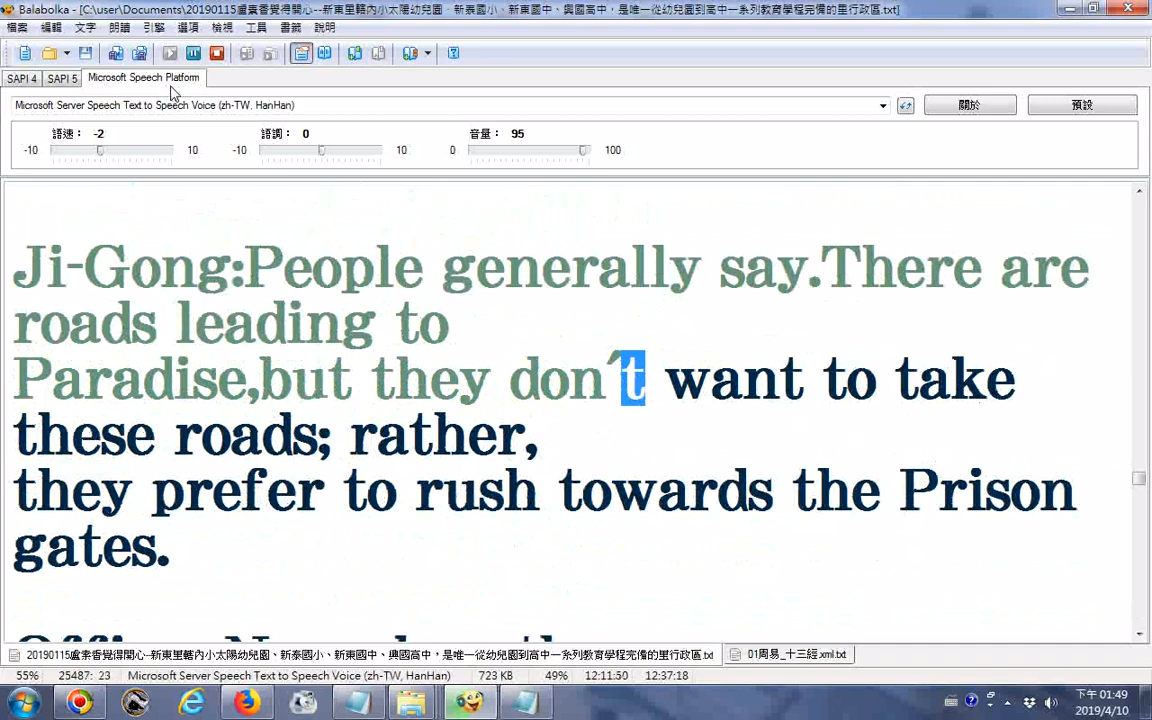 Balabolka - [C:\user\Documents\20190115盧素香覺得開心--新東里轄內小太陽幼兒園、新泰國小、新東國中、興國高中，是唯一從幼兒園到高中一系列教育學程完備的里行政區.txt]
檔案 編輯 文字 朗讀 引擎 選項 檢視 工具 書籤 說明
SAPI 4 SAPI 5 Microsoft Speech Platform
Microsoft Server Speech Text to Speech Voice (zh-TW, HanHan) 關於 預設
語速： -2 語調： 0 音量： 95
-10 10 -10 10 0 100
Ji-Gong:People generally say.There are
roads leading to
Paradise,but they don´t want to take
these roads; rather,
they prefer to rush towards the Prison
gates.
20190115盧素香覺得開心--新東里轄內小太陽幼兒園、新泰國小、新東國中、興國高中，是唯一從幼兒園到高中一系列教育學程完備的里行政區.txt 01周易_十三經.xml.txt
55% 25487: 23 Microsoft Server Speech Text to Speech Voice (zh-TW, HanHan) 723 KB 49% 12:11:50 12:37:18
下午 01:49
2019/4/10